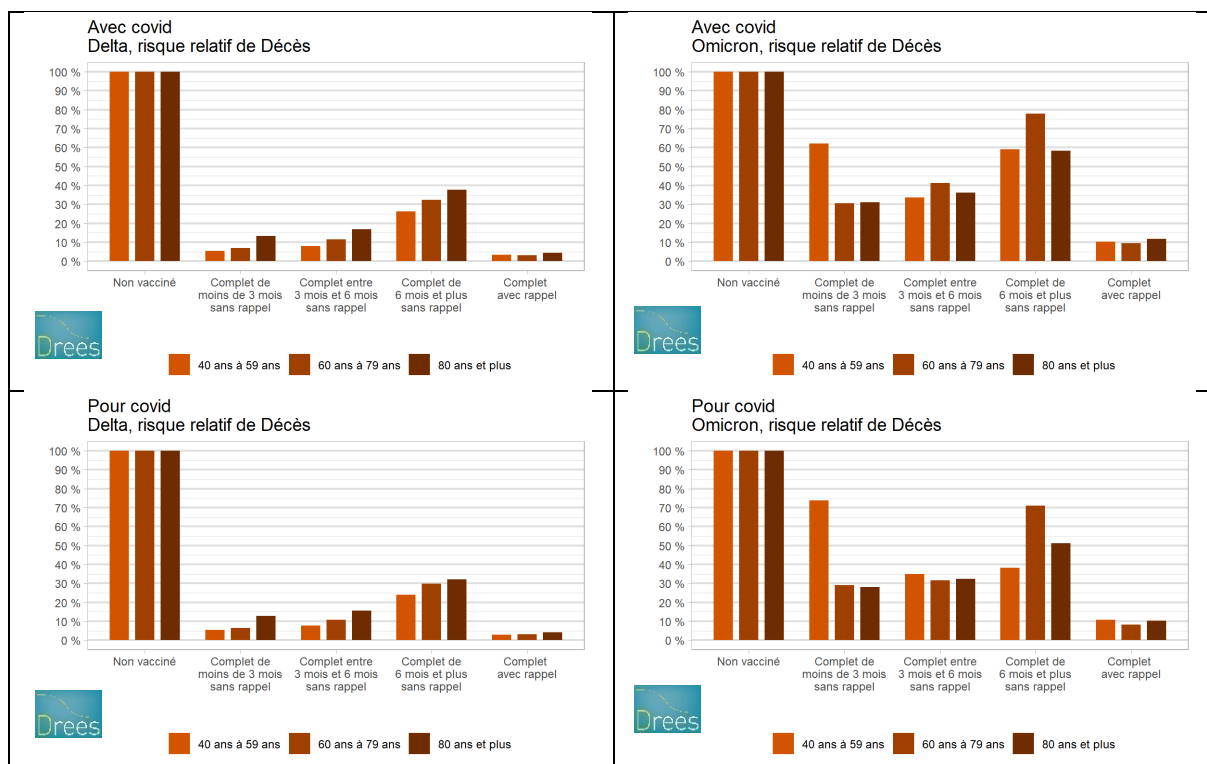 Avec covid
Delta, risque relatif de Décès
100 %
90 %
80 %
70 %
60 %
50 %
40 %
30 %
20 %
10 %
0 %
Non vacciné
Complet de
moins de 3 mois
sans rappel
Complet entre
3 mois et 6 mois
sans rappel
Complet de
6 mois et plus
sans rappel
Complet
avec rappel
Drees
40 ans à 59 ans
60 ans à 79 ans
80 ans et plus
Avec covid
Omicron, risque relatif de Décès
100 %
90 %
80 %
70 %
60 %
50 %
40 %
30 %
20 %
10 %
0 %
Non vacciné
Complet de
moins de 3 mois
sans rappel
Complet entre
3 mois et 6 mois
sans rappel
Complet de
6 mois et plus
sans rappel
Complet
avec rappel
Drees
40 ans à 59 ans
60 ans à 79 ans
80 ans et plus
Pour covid
Delta, risque relatif de Décès
100 %
90 %
80 %
70 %
60 %
50 %
40 %
30 %
20 %
10 %
0 %
Non vacciné
Complet de
moins de 3 mois
sans rappel
Complet entre
3 mois et 6 mois
sans rappel
Complet de
6 mois et plus
sans rappel
Complet
avec rappel
Drees
40 ans à 59 ans
60 ans à 79 ans
80 ans et plus
Pour covid
Omicron, risque relatif de Décès
100 %
90 %
80 %
70 %
60 %
50 %
40 %
30 %
20 %
10 %
0 %
Non vacciné
Complet de
moins de 3 mois
sans rappel
Complet entre
3 mois et 6 mois
sans rappel
Complet de
6 mois et plus
sans rappel
Complet
avec rappel
Drees
40 ans à 59 ans
60 ans à 79 ans
80 ans et plus